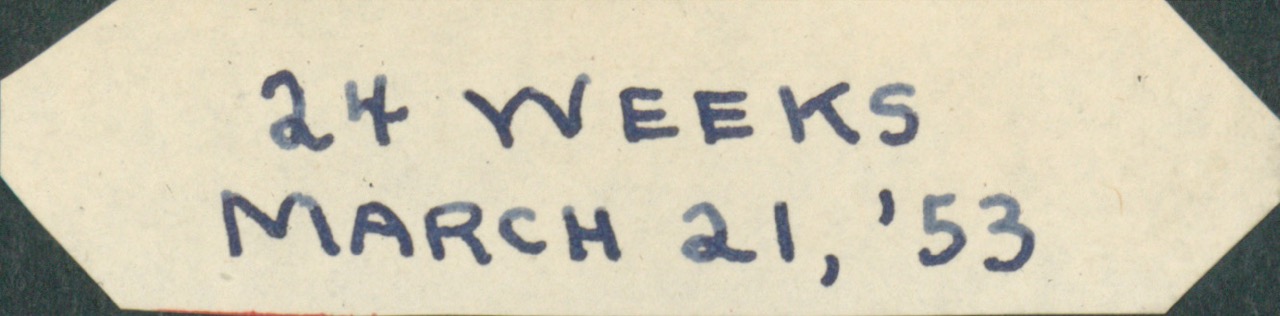 24 WEEKS
MARCH 21, '53